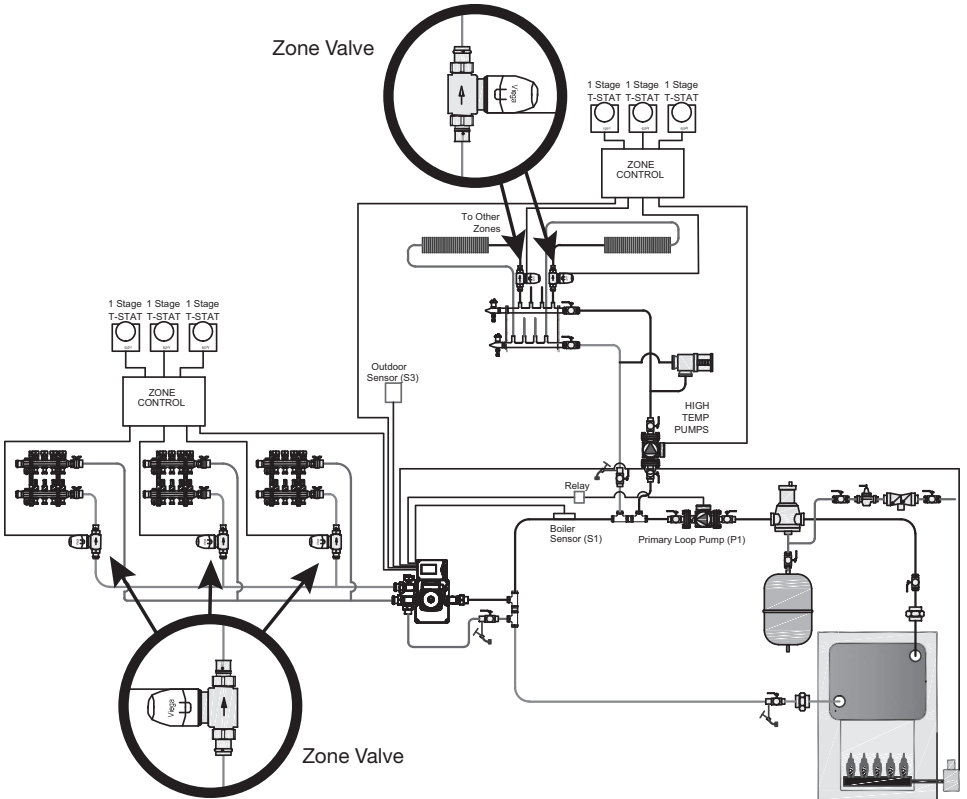 Zone Valve
Viega
1 Stage 1 Stage 1 Stage
T-STAT T-STAT T-STAT
ZONE
CONTROL
To Other
Zones
1 Stage 1 Stage 1 Stage
T-STAT T-STAT T-STAT
ZONE
CONTROL
Outdoor
Sensor (S3)
HIGH
TEMP
PUMPS
Relay
Boiler
Sensor (S1)
Primary Loop Pump (P1)
Viega
Zone Valve